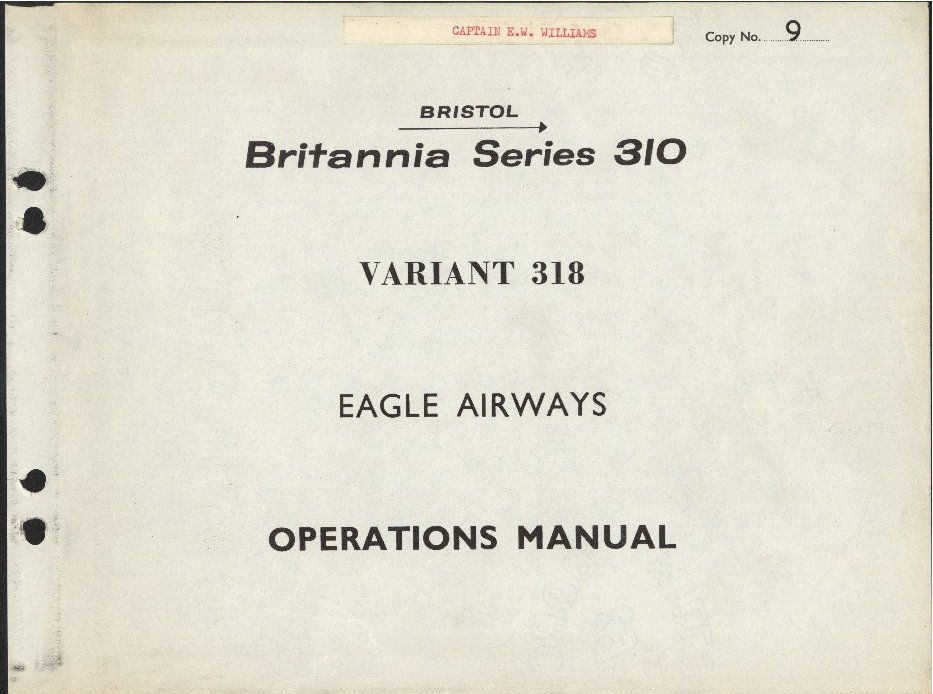 CAPTAIN E.W. WILLIAMS
Copy No. 9
BRISTOL
Britannia Series 310
VARIANT 318
EAGLE AIRWAYS
OPERATIONS MANUAL